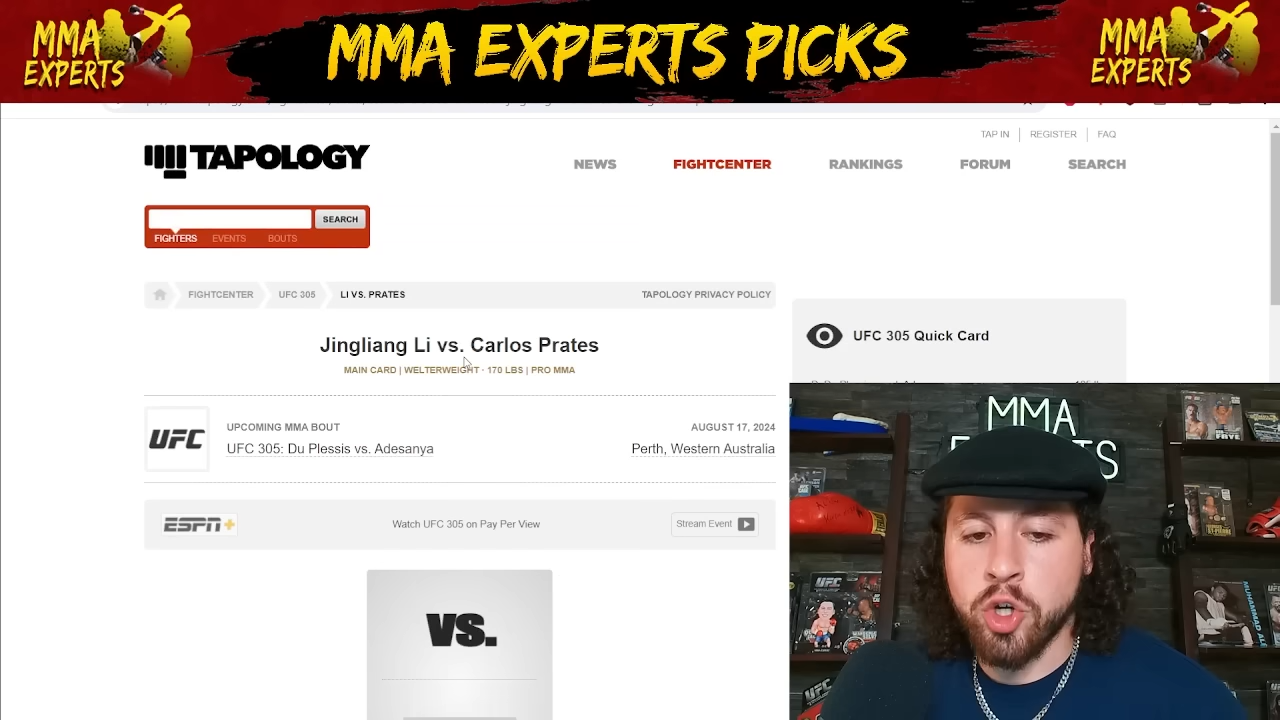 MMA EXPERTS
MMA EXPERTS PICKS
MMA EXPERTS
TAP IN
REGISTER
FAQ
TAPOLOGY
NEWS
FIGHTCENTER
RANKINGS
FORUM
SEARCH
SEARCH
FIGHTERS
EVENTS
BOUTS
FIGHTCENTER
UFC 305
LI VS. PRATES
TAPOLOGY PRIVACY POLICY
Jingliang Li vs. Carlos Prates
MAIN CARD | WELTERWEIGHT · 170 LBS | PRO MMA
UFC 305 Quick Card
UFC
UPCOMING MMA BOUT
AUGUST 17, 2024
UFC 305: Du Plessis vs. Adesanya
Perth, Western Australia
ESPN+
Watch UFC 305 on Pay Per View
Stream Event
VS.
MMA
UFC
UFC